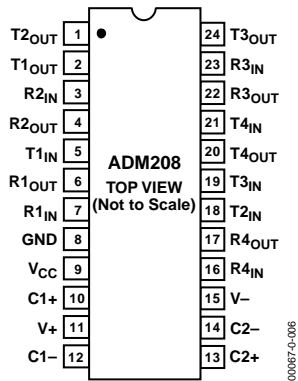 T2OUT 1 24 T3OUT
T1OUT 2 23 R3IN
R2IN 3 22 R3OUT
R2OUT 4 21 T4IN
T1IN 5 20 T4OUT
ADM208
R1OUT 6 19 T3IN
TOP VIEW
(Not to Scale)
R1IN 7 18 T2IN
GND 8 17 R4OUT
VCC 9 16 R4IN
C1+ 10 15 V–
V+ 11 14 C2–
C1– 12 13 C2+
00067-0-006